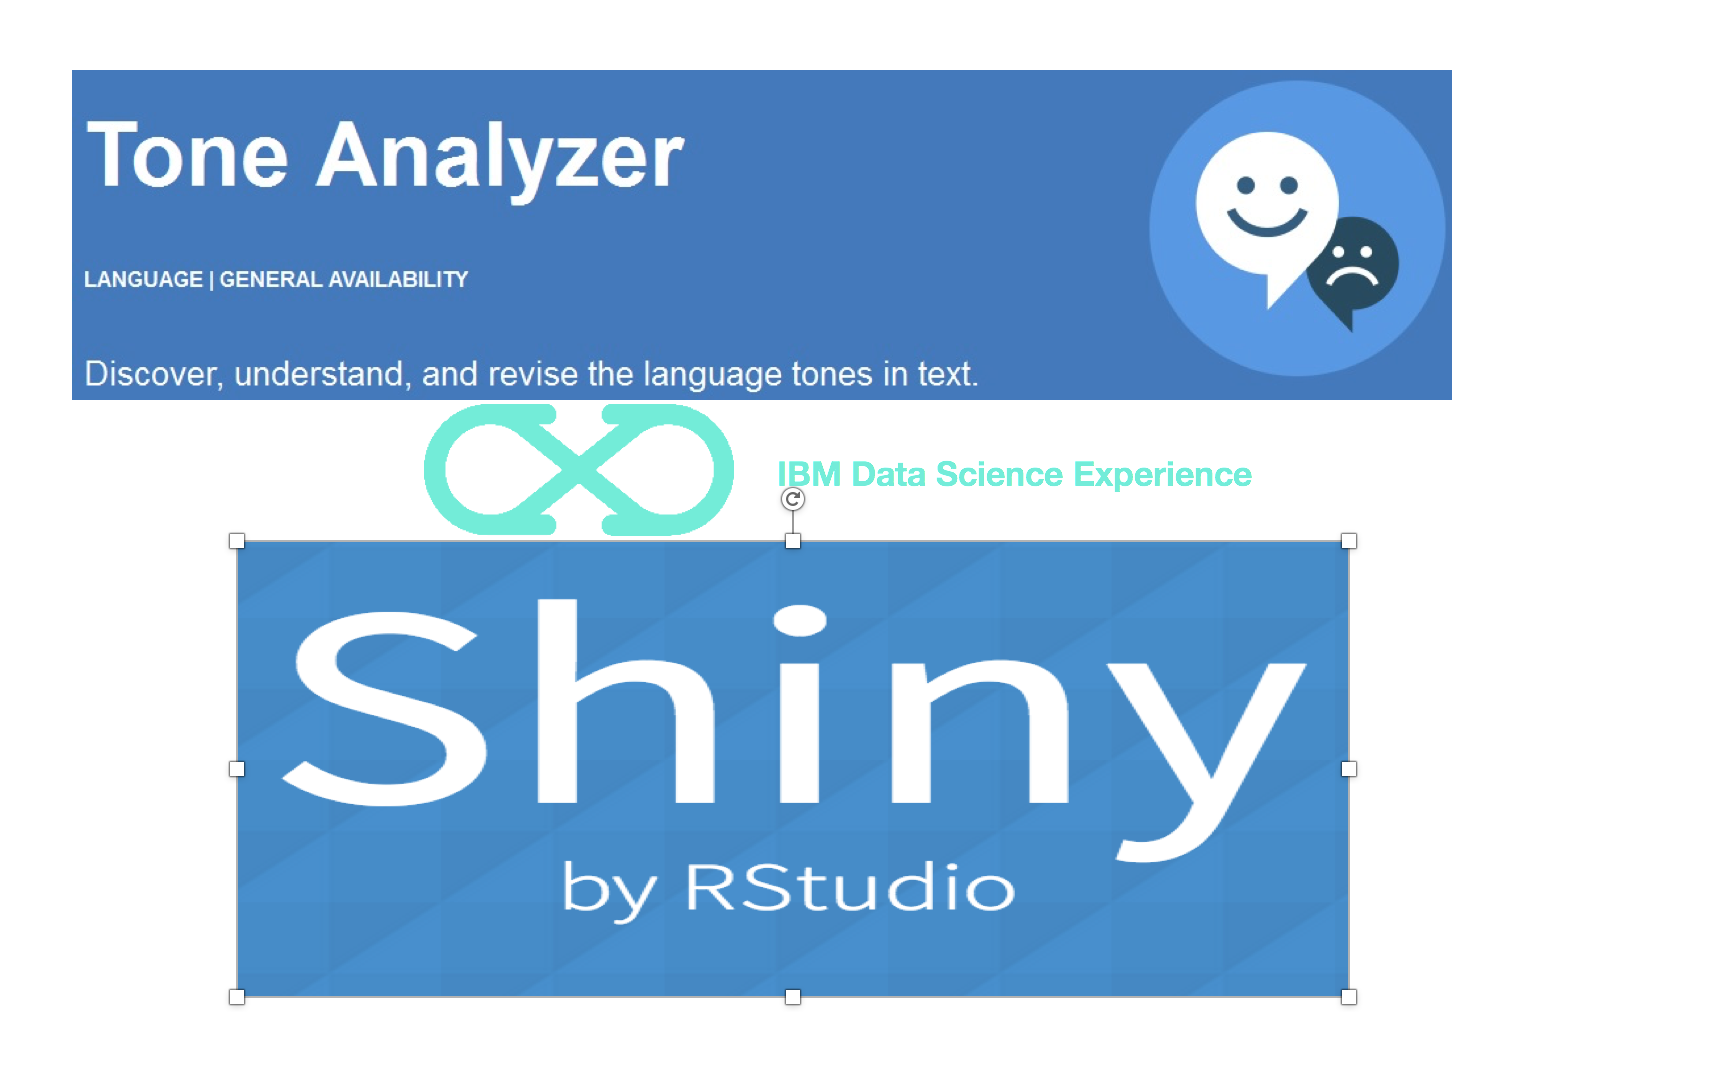 Tone Analyzer
LANGUAGE | GENERAL AVAILABILITY
Discover, understand, and revise the language tones in text.
IBM Data Science Experience
Shiny
by RStudio